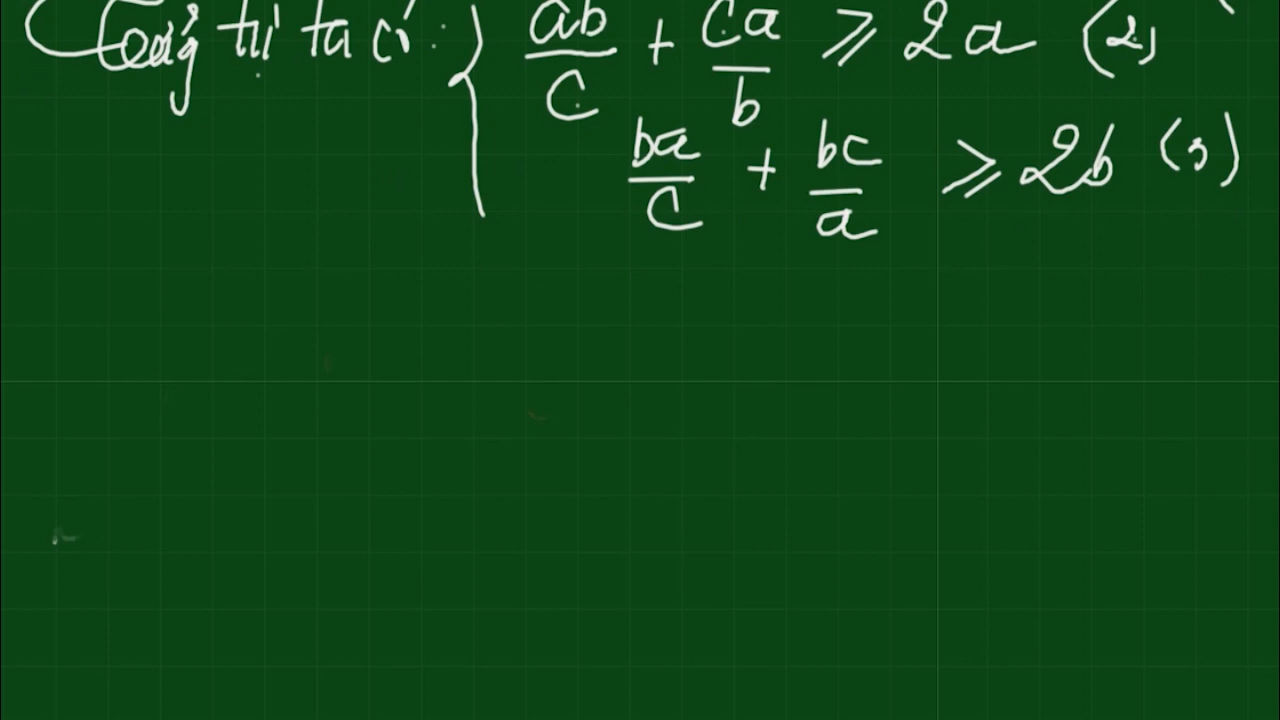 Tương tự ta có: { ab/c + ca/b ⩾ 2a (2)
ba/c + bc/a ⩾ 2b (3)